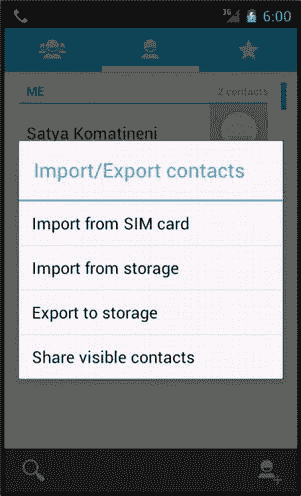 3G 6:00
ME 2 contacts
Satya Komatineni
Import/Export contacts
Import from SIM card
Import from storage
Export to storage
Share visible contacts